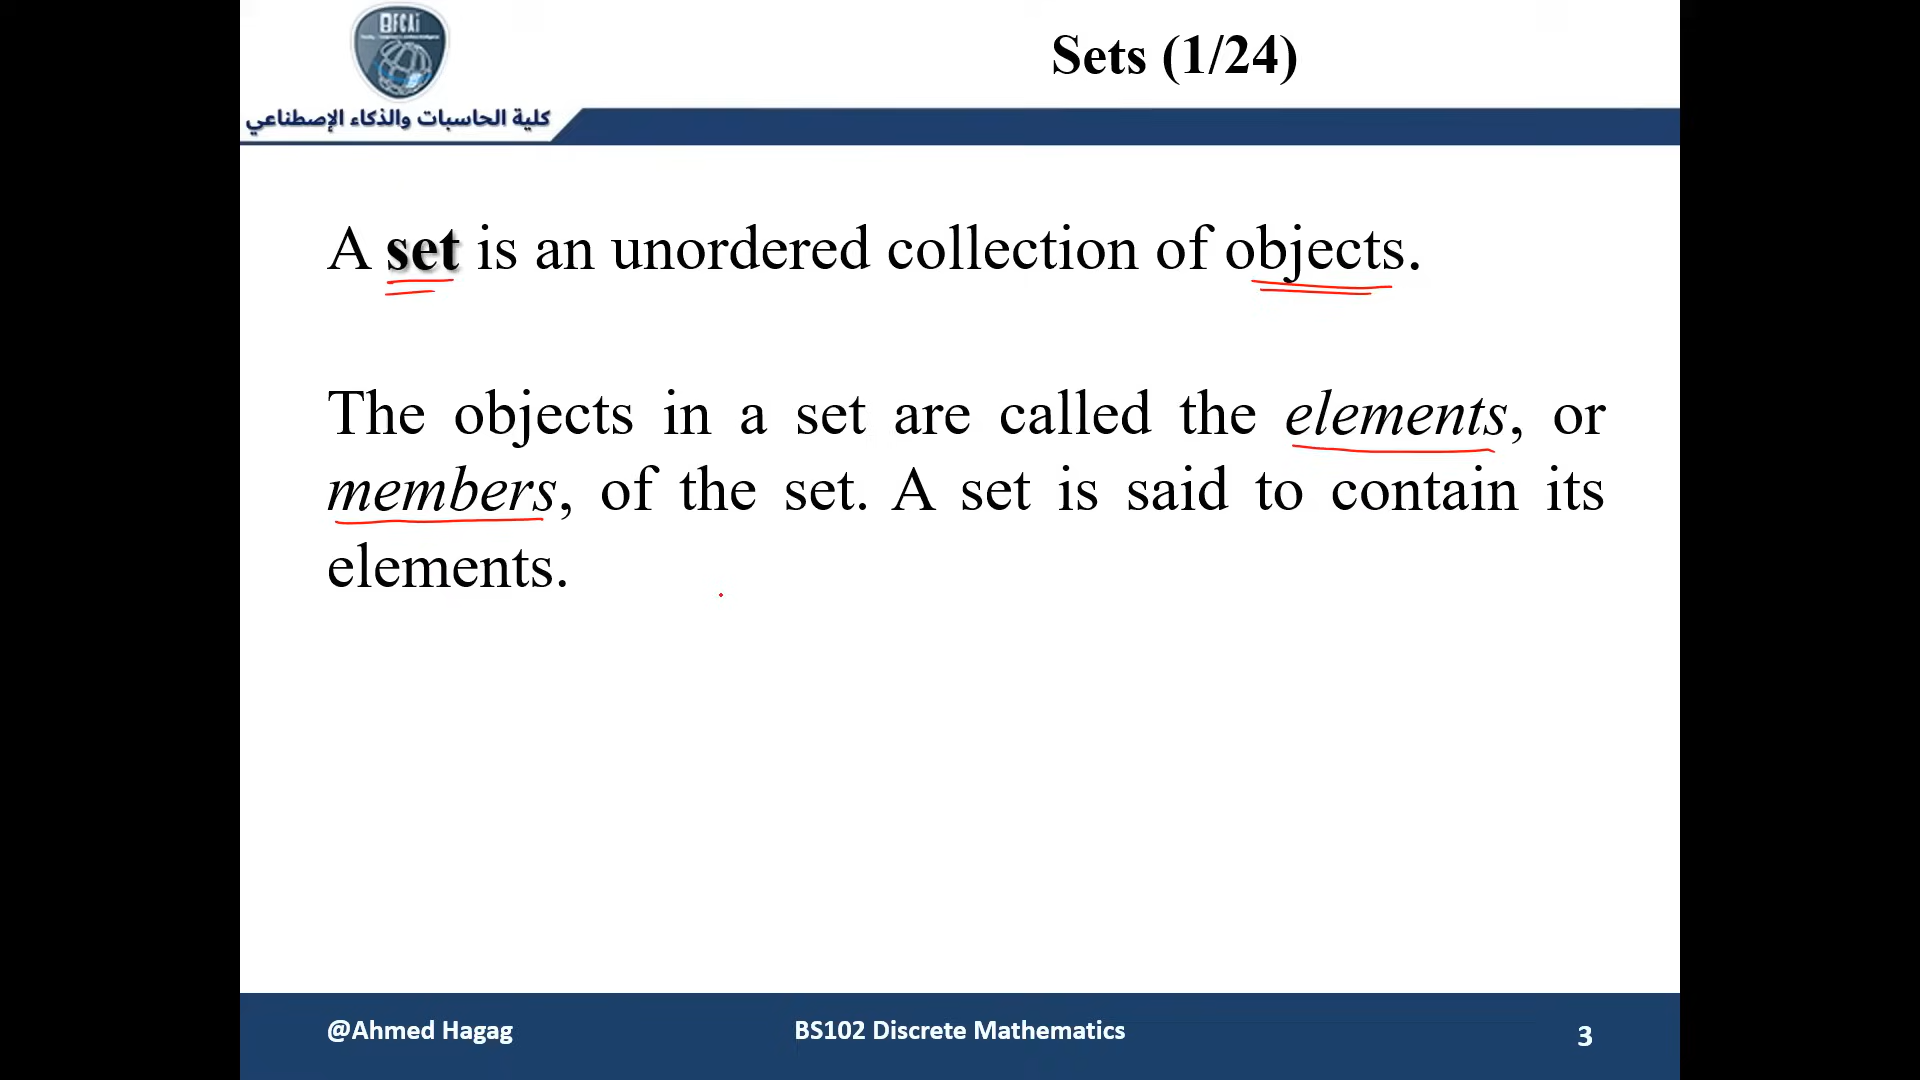 BFCAi
Sets (1/24)
كلية الحاسبات والذكاء الإصطناعي
A set is an unordered collection of objects.
The objects in a set are called the elements, or
members, of the set. A set is said to contain its
elements.
@Ahmed Hagag
BS102 Discrete Mathematics
3